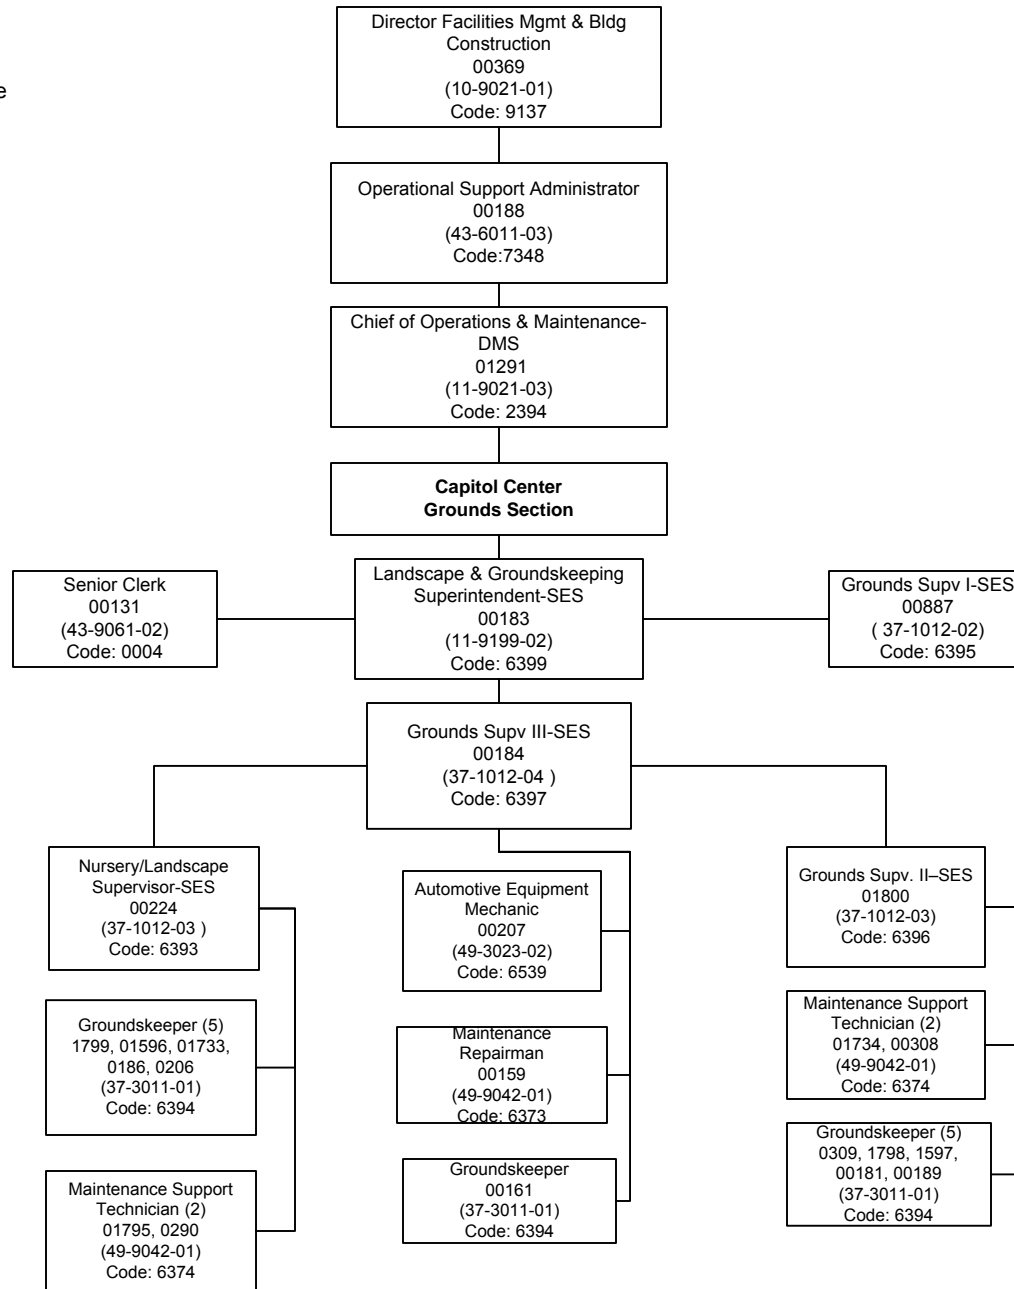 Director Facilities Mgmt & Bldg
Construction
00369
(10-9021-01)
Code: 9137
e
Operational Support Administrator
00188
(43-6011-03)
Code:7348
Chief of Operations & Maintenance-
DMS
01291
(11-9021-03)
Code: 2394
Capitol Center
Grounds Section
Senior Clerk
00131
(43-9061-02)
Code: 0004
Landscape & Groundskeeping
Superintendent-SES
00183
(11-9199-02)
Code: 6399
Grounds Supv I-SES
00887
( 37-1012-02)
Code: 6395
Grounds Supv III-SES
00184
(37-1012-04 )
Code: 6397
Nursery/Landscape
Supervisor-SES
00224
(37-1012-03 )
Code: 6393
Groundskeeper (5)
1799, 01596, 01733,
0186, 0206
(37-3011-01)
Code: 6394
Maintenance Support
Technician (2)
01795, 0290
(49-9042-01)
Code: 6374
Automotive Equipment
Mechanic
00207
(49-3023-02)
Code: 6539
Maintenance
Repairman
00159
(49-9042-01)
Code: 6373
Groundskeeper
00161
(37-3011-01)
Code: 6394
Grounds Supv. II–SES
01800
(37-1012-03)
Code: 6396
Maintenance Support
Technician (2)
01734, 00308
(49-9042-01)
Code: 6374
Groundskeeper (5)
0309, 1798, 1597,
00181, 00189
(37-3011-01)
Code: 6394